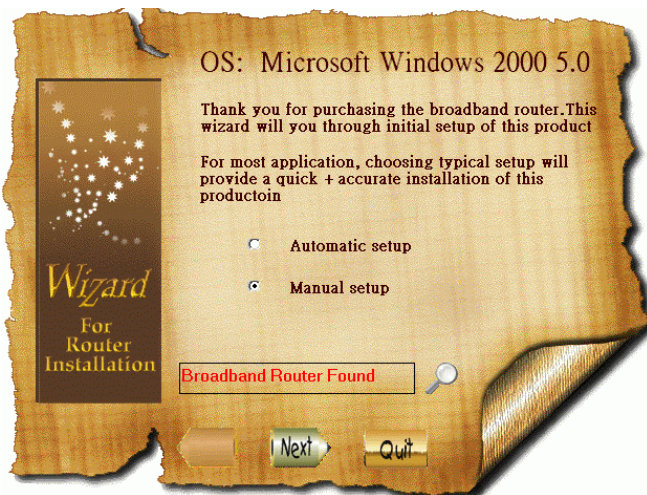 OS: Microsoft Windows 2000 5.0
Thank you for purchasing the broadband router.This
wizard will you through initial setup of this product
For most application, choosing typical setup will
provide a quick + accurate installation of this
productoin
Automatic setup
Manual setup
Wizard
For
Router
Installation
Broadband Router Found
Next
Quit